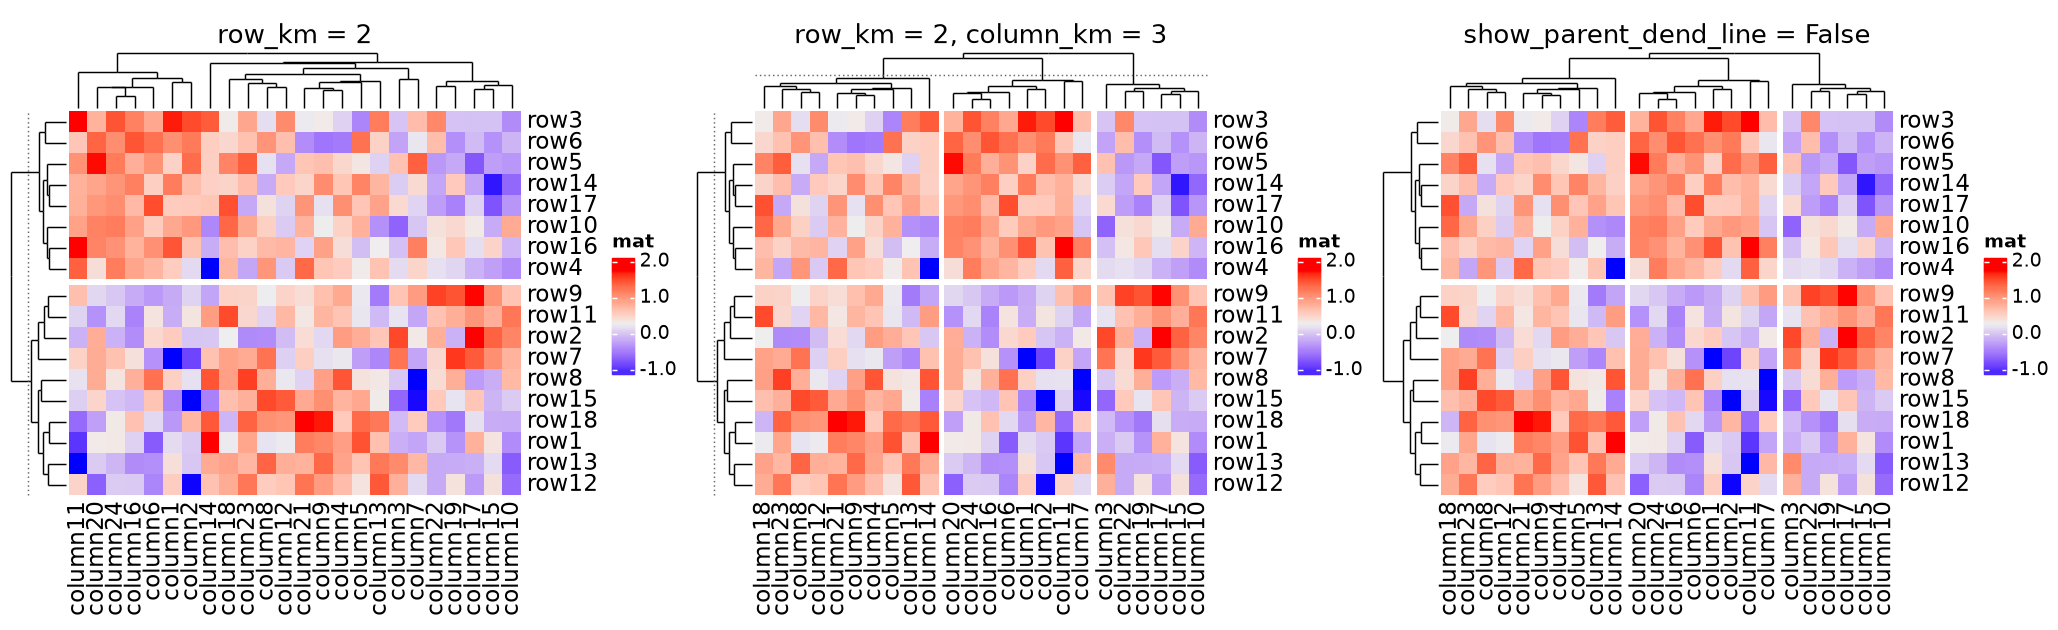 row_km = 2
row3
row6
row5
row14
row17
row10
row16
row4
row9
row11
row2
row7
row8
row15
row18
row1
row13
row12
column11
column20
column24
column16
column6
column1
column2
column14
column18
column23
column8
column12
column21
column9
column4
column5
column13
column3
column7
column22
column19
column17
column15
column10
mat
2.0
1.0
0.0
-1.0
row_km = 2, column_km = 3
row3
row6
row5
row14
row17
row10
row16
row4
row9
row11
row2
row7
row8
row15
row18
row1
row13
row12
column18
column23
column8
column12
column21
column9
column4
column5
column13
column14
column20
column24
column16
column6
column1
column2
column11
column7
column3
column22
column19
column17
column15
column10
mat
2.0
1.0
0.0
-1.0
show_parent_dend_line = False
row3
row6
row5
row14
row17
row10
row16
row4
row9
row11
row2
row7
row8
row15
row18
row1
row13
row12
column18
column23
column8
column12
column21
column9
column4
column5
column13
column14
column20
column24
column16
column6
column1
column2
column11
column7
column3
column22
column19
column17
column15
column10
mat
2.0
1.0
0.0
-1.0